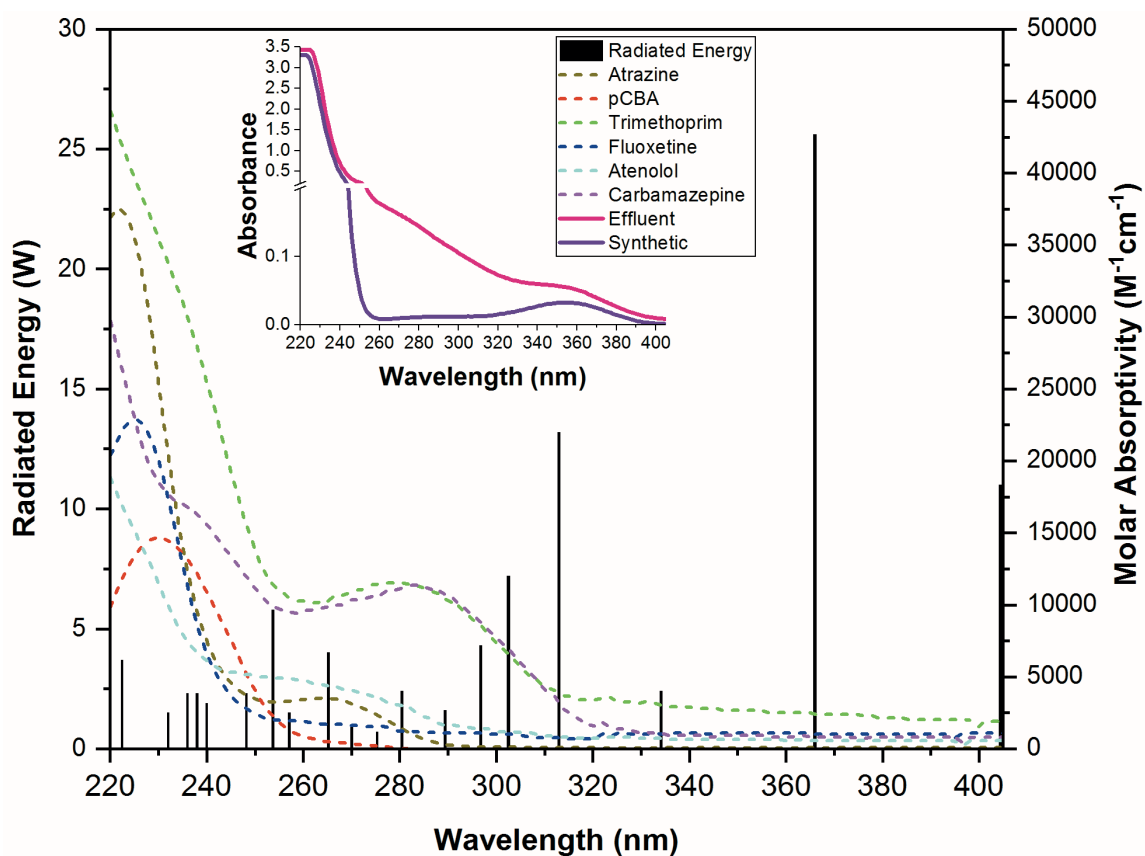 30
25
20
15
10
5
0
Radiated Energy (W)
50000
45000
40000
35000
30000
25000
20000
15000
10000
5000
0
Molar Absorptivity (M-1cm-1)
220 240 260 280 300 320 340 360 380 400
Wavelength (nm)
3.5
3.0
2.5
2.0
1.5
1.0
0.5
0.1
0.0
Absorbance
220 240 260 280 300 320 340 360 380 400
Wavelength (nm)
Radiated Energy
Atrazine
pCBA
Trimethoprim
Fluoxetine
Atenolol
Carbamazepine
Effluent
Synthetic